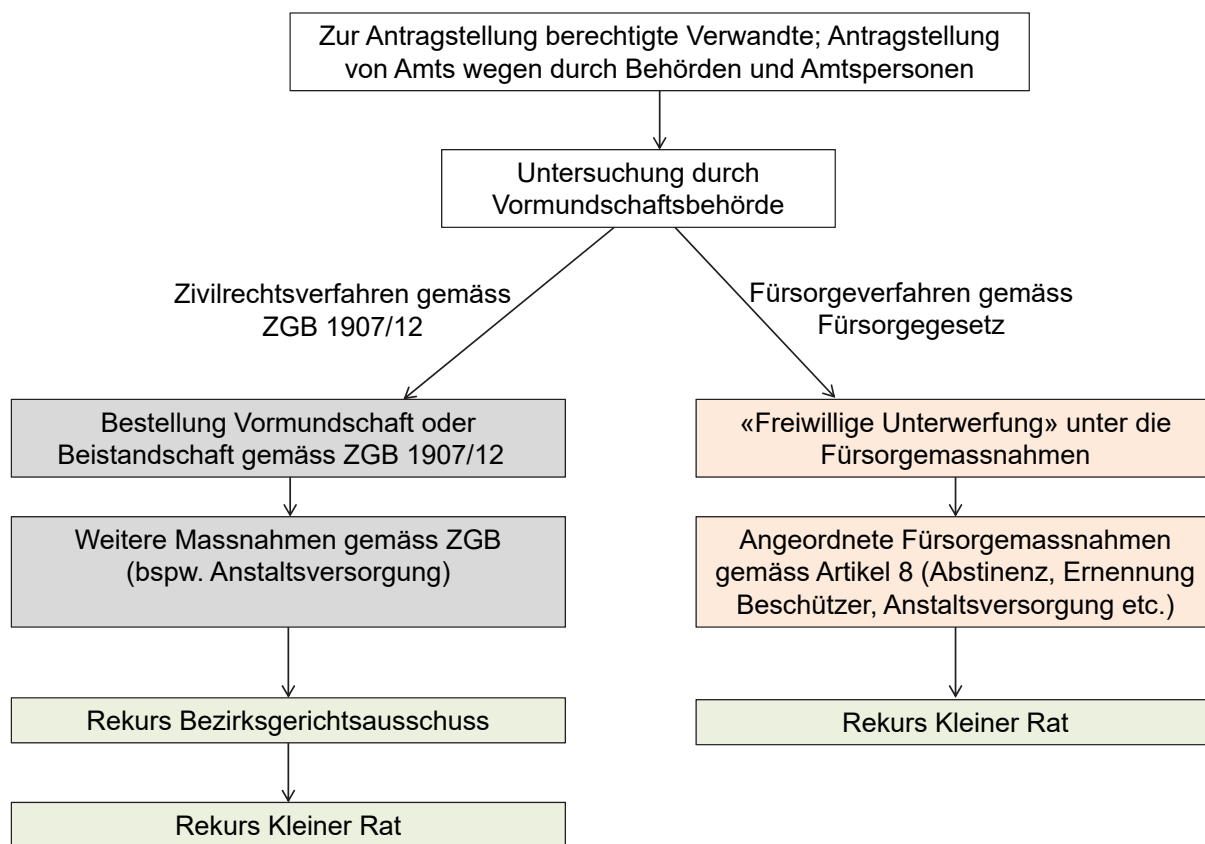 Zur Antragstellung berechtigte Verwandte; Antragstellung
von Amts wegen durch Behörden und Amtspersonen
Untersuchung durch
Vormundschaftsbehörde
Zivilrechtsverfahren gemäss
ZGB 1907/12
Fürsorgeverfahren gemäss
Fürsorgegesetz
Bestellung Vormundschaft oder
Beistandschaft gemäss ZGB 1907/12
«Freiwillige Unterwerfung» unter die
Fürsorgemassnahmen
Weitere Massnahmen gemäss ZGB
(bspw. Anstaltsversorgung)
Angeordnete Fürsorgemassnahmen
gemäss Artikel 8 (Abstinenz, Ernennung
Beschützer, Anstaltsversorgung etc.)
Rekurs Bezirksgerichtsausschuss
Rekurs Kleiner Rat
Rekurs Kleiner Rat